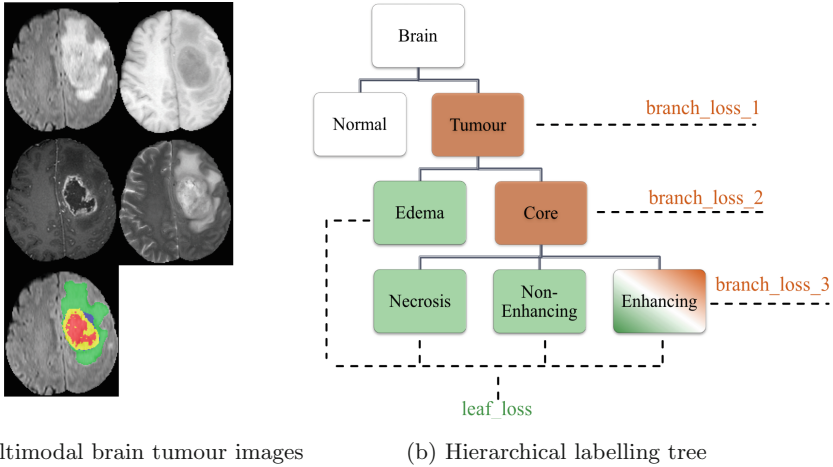 Brain
Normal
Tumour
branch_loss_1
Edema
Core
branch_loss_2
Necrosis
Non-
Enhancing
Enhancing
branch_loss_3
leaf_loss
ltimodal brain tumour images
(b) Hierarchical labelling tree